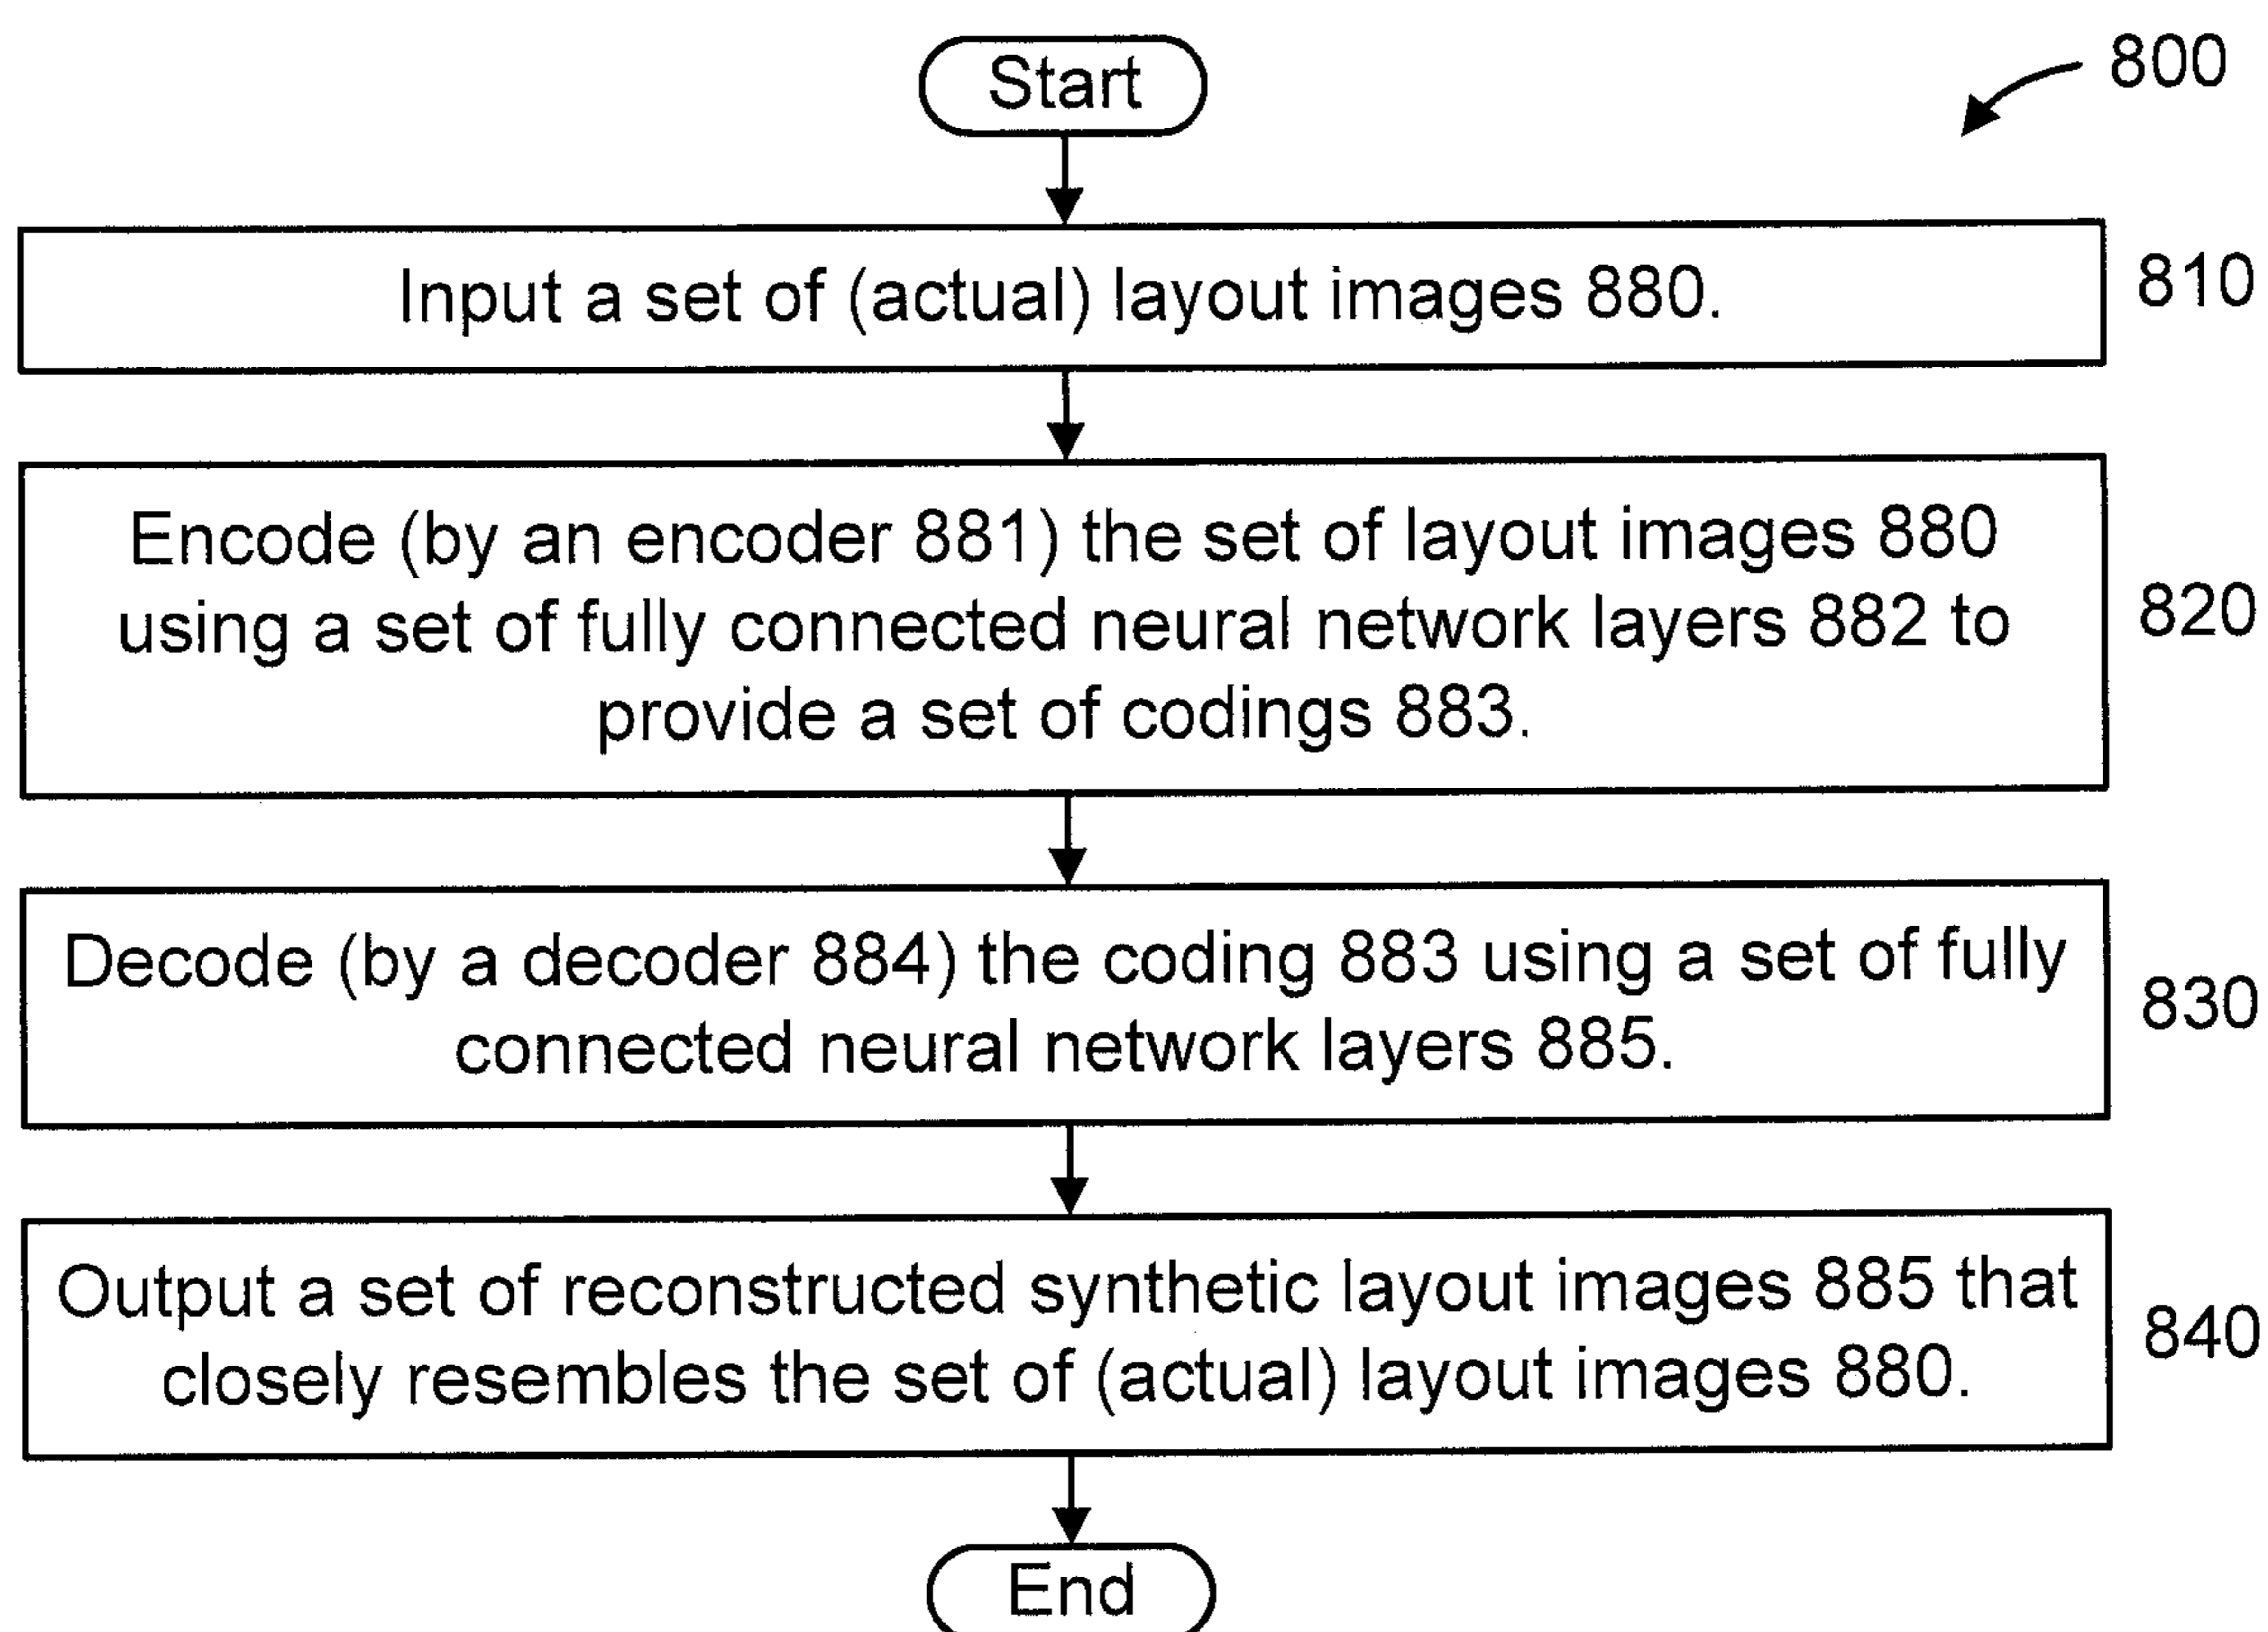 Start
800
Input a set of (actual) layout images 880.
810
Encode (by an encoder 881) the set of layout images 880
using a set of fully connected neural network layers 882 to
provide a set of codings 883.
820
Decode (by a decoder 884) the coding 883 using a set of fully
connected neural network layers 885.
830
Output a set of reconstructed synthetic layout images 885 that
closely resembles the set of (actual) layout images 880.
840
End